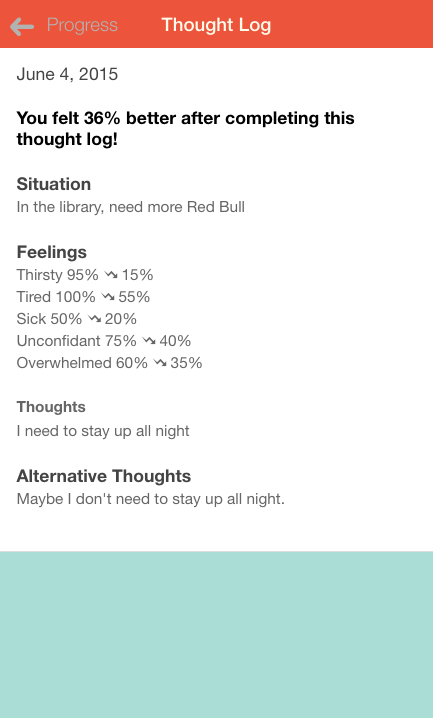 Progress
Thought Log
June 4, 2015
You felt 36% better after completing this
thought log!
Situation
In the library, need more Red Bull
Feelings
Thirsty 95% 15%
Tired 100% 55%
Sick 50% 20%
Unconfidant 75% 40%
Overwhelmed 60% 35%
Thoughts
I need to stay up all night
Alternative Thoughts
Maybe I don't need to stay up all night.